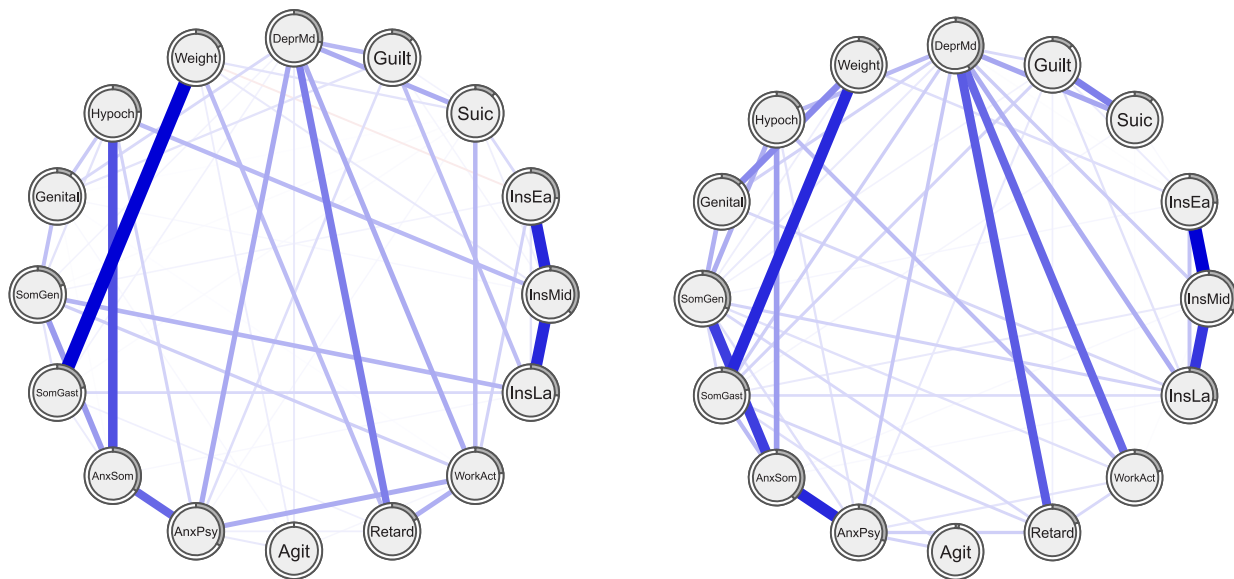 DeprMd
Weight
Guilt
Hypoch
Suic
Genital
InsEa
SomGen
InsMid
SomGast
InsLa
AnxSom
WorkAct
AnxPsy
Retard
Agit
DeprMd
Weight
Guilt
Hypoch
Suic
Genital
InsEa
SomGen
InsMid
SomGast
InsLa
AnxSom
WorkAct
AnxPsy
Retard
Agit